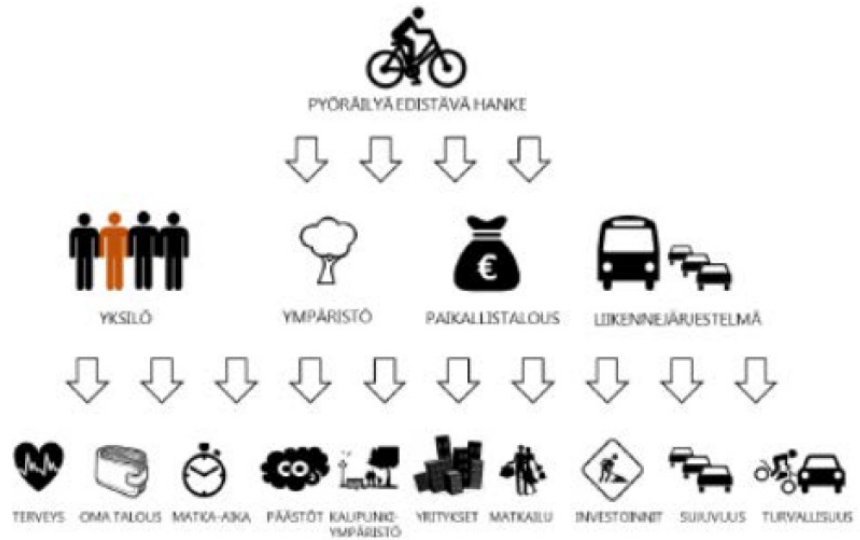 PYÖRÄILYÄ EDISTÄVÄ HANKE
€
YKSILÖ YMPÄRISTÖ PAIKALLISTALOUS LIIKENNEJÄRJESTELMÄ
CO₂
TERVEYS OMA TALOUS MATKA-AIKA PÄÄSTÖT KAUPUNKI- YRITYKSET MATKAILU INVESTOINNIT SUJUVUUS TURVALLISUUS
YMPÄRISTÖ